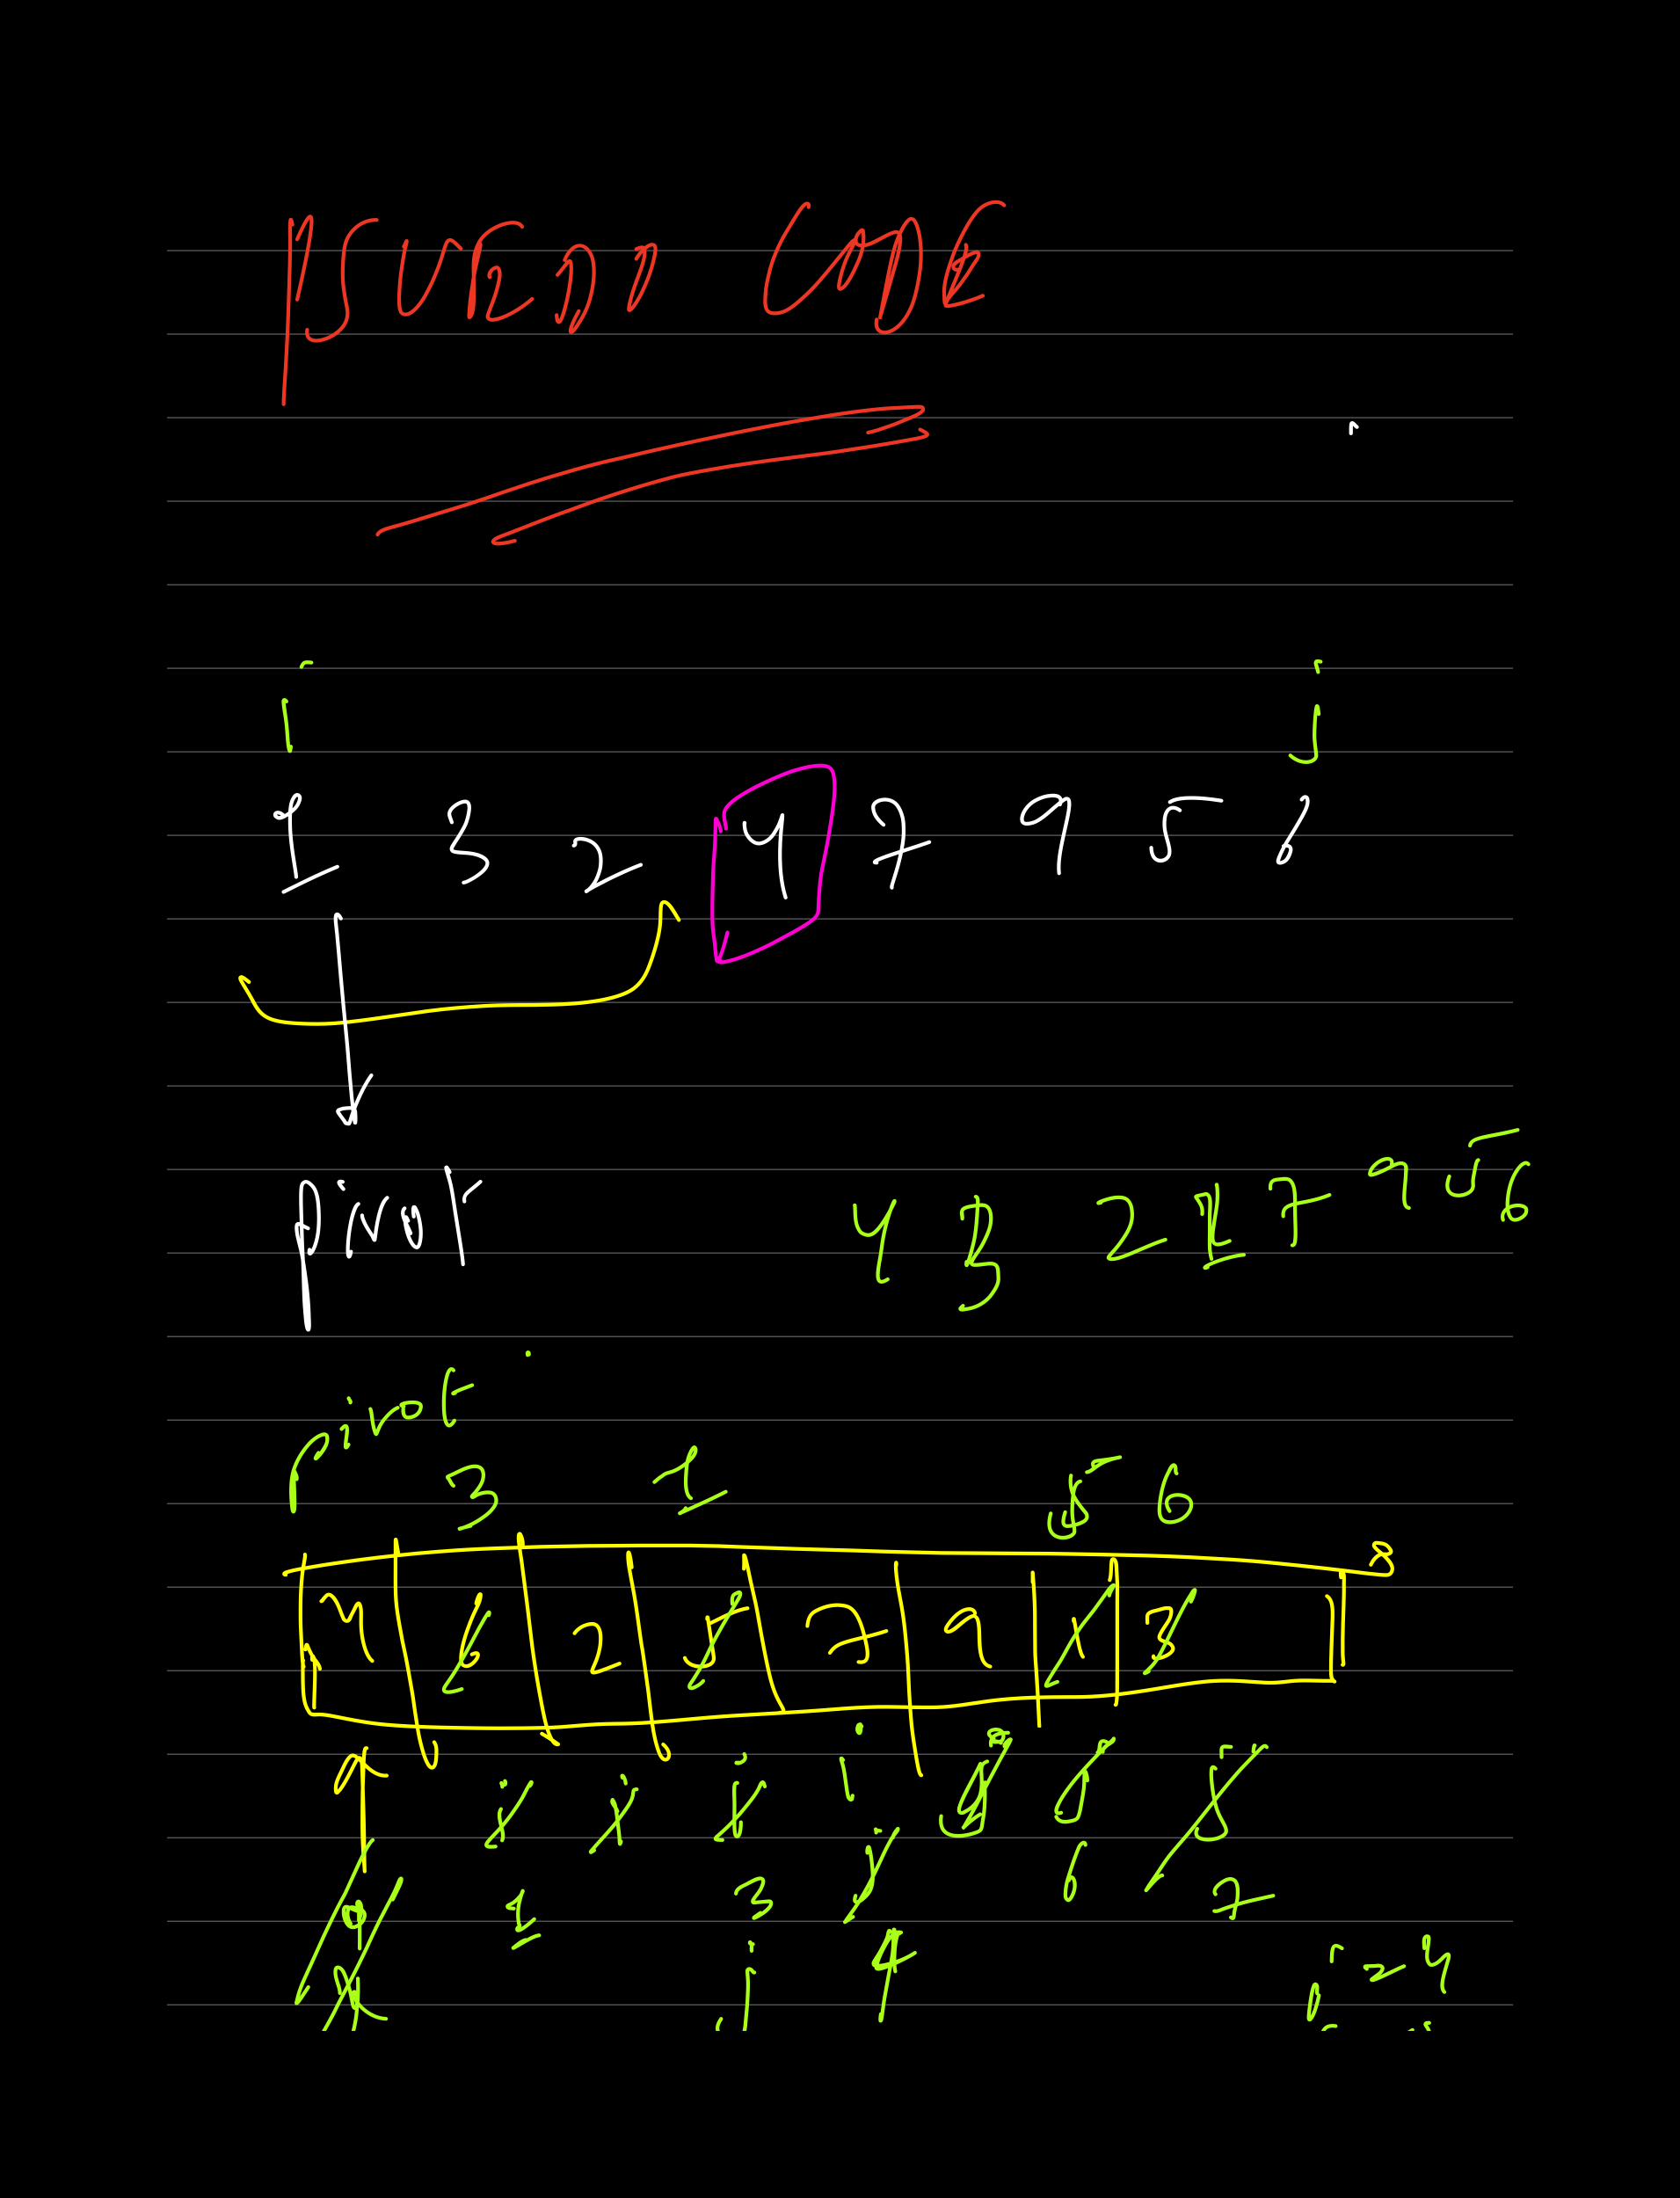 PSUEDO CODE
i j
1 3 2 4 7 9 5 6
pivot
4 3 2 1 7 9 5 6
pivot
3 1 5 6
8
4 6 2 5 7 9 1 3
i i i i j j j
1 3 j 6 7
j 4
i = 4